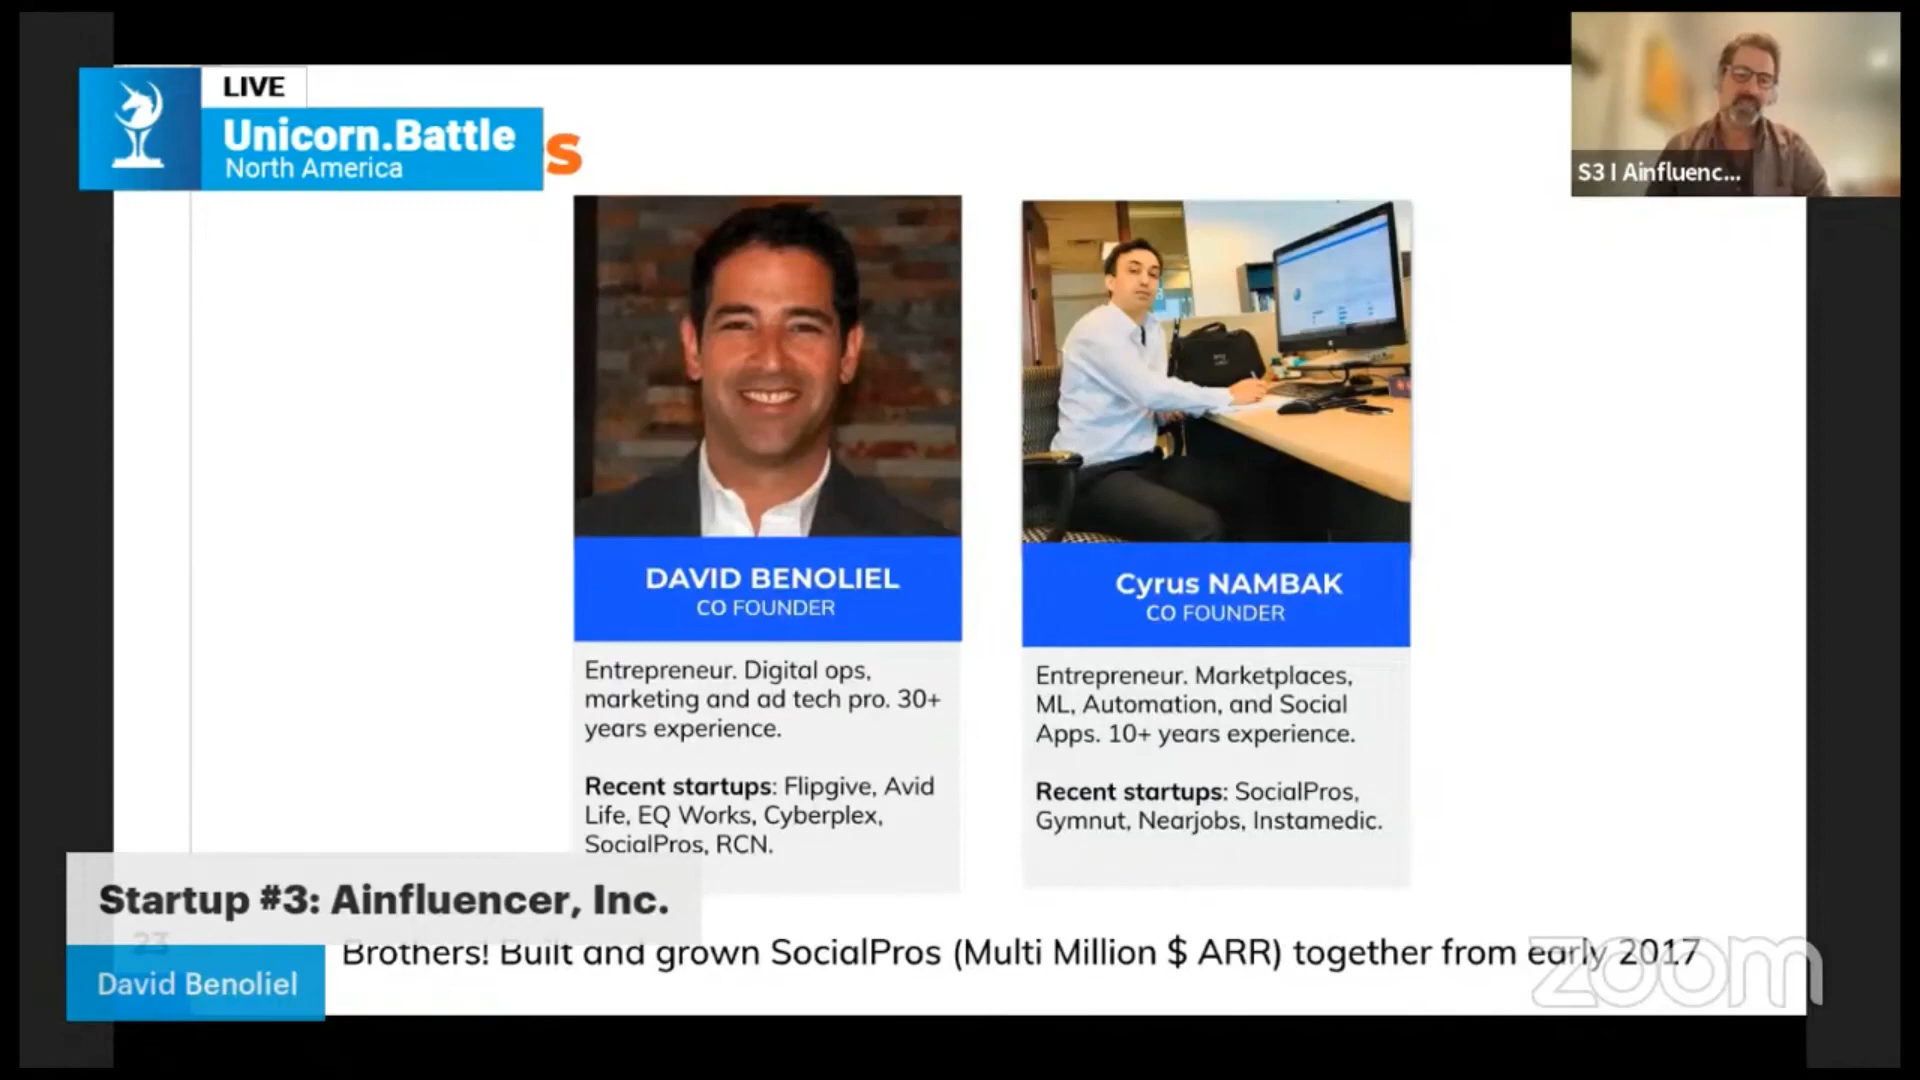 LIVE
Unicorn.Battle
North America
s
S3 I Ainfluenc...
DAVID BENOLIEL
CO FOUNDER
Entrepreneur. Digital ops,
marketing and ad tech pro. 30+
years experience.
Recent startups: Flipgive, Avid
Life, EQ Works, Cyberplex,
SocialPros, RCN.
Cyrus NAMBAK
CO FOUNDER
Entrepreneur. Marketplaces,
ML, Automation, and Social
Apps. 10+ years experience.
Recent startups: SocialPros,
Gymnut, Nearjobs, Instamedic.
Startup #3: Ainfluencer, Inc.
23
Brothers! Built and grown SocialPros (Multi Million $ ARR) together from early 2017
David Benoliel
zoom